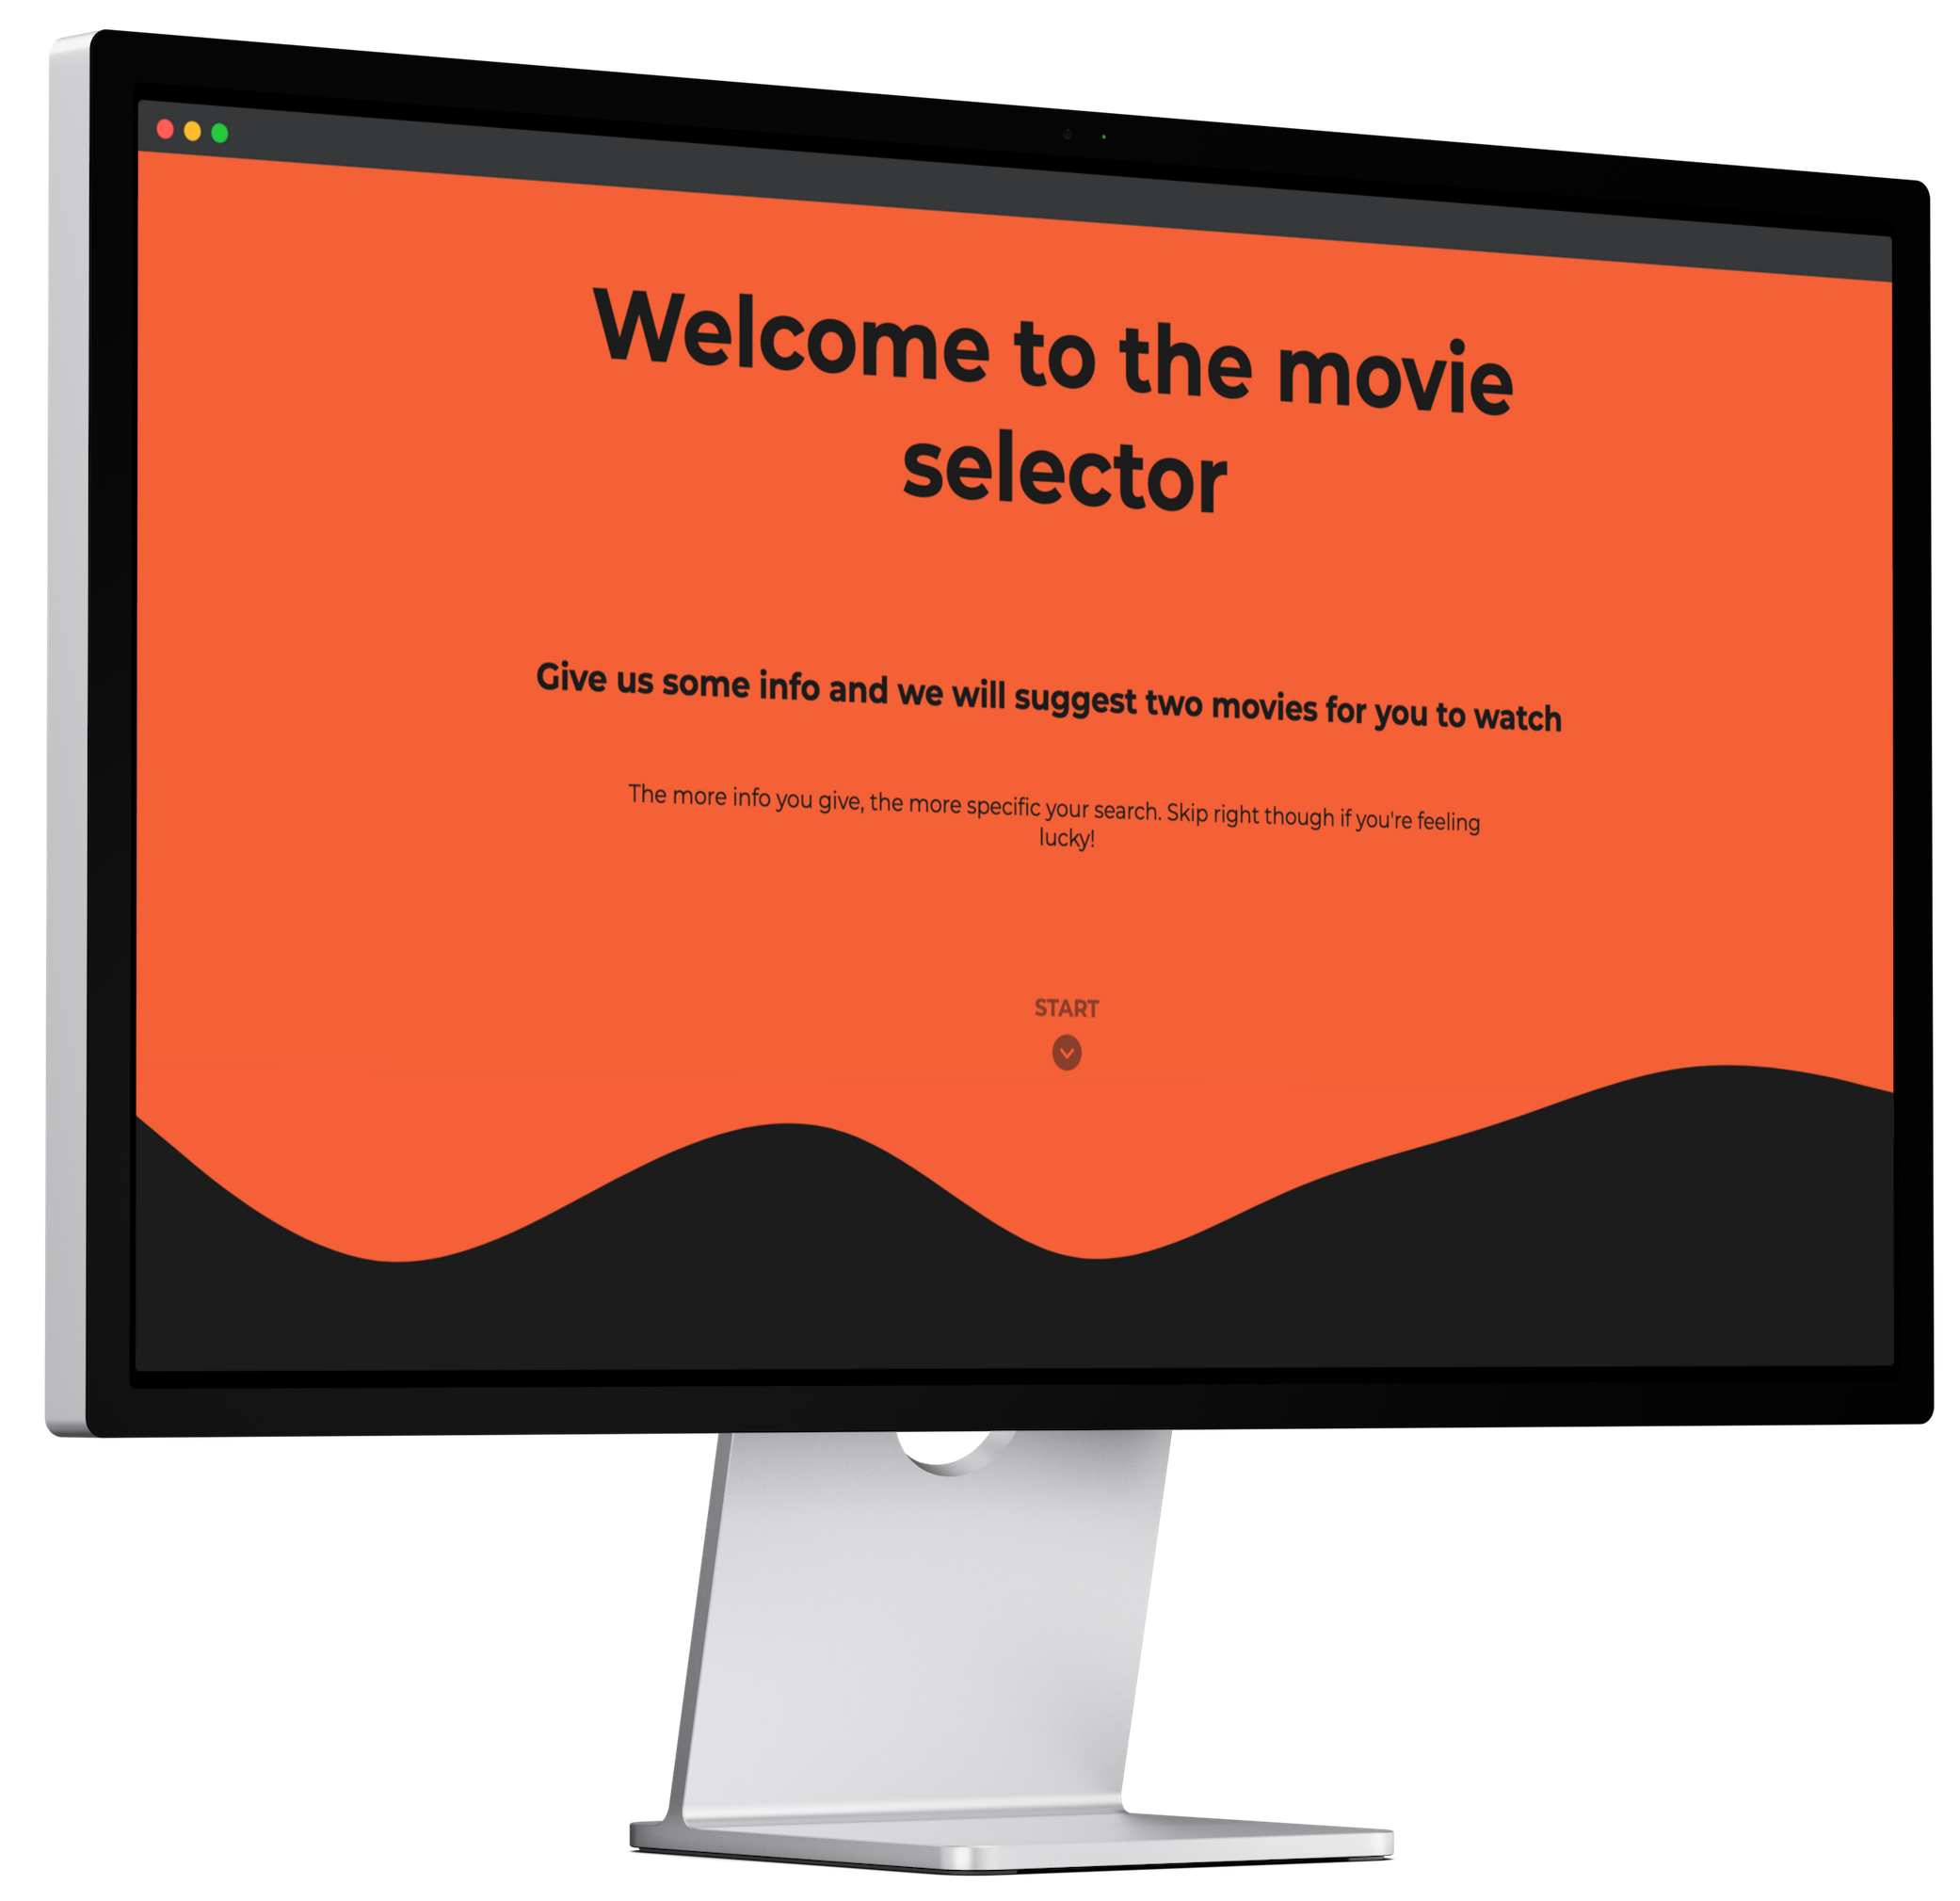 Welcome to the movie
selector
Give us some info and we will suggest two movies for you to watch
The more info you give, the more specific your search. Skip right though if you're feeling
lucky!
START